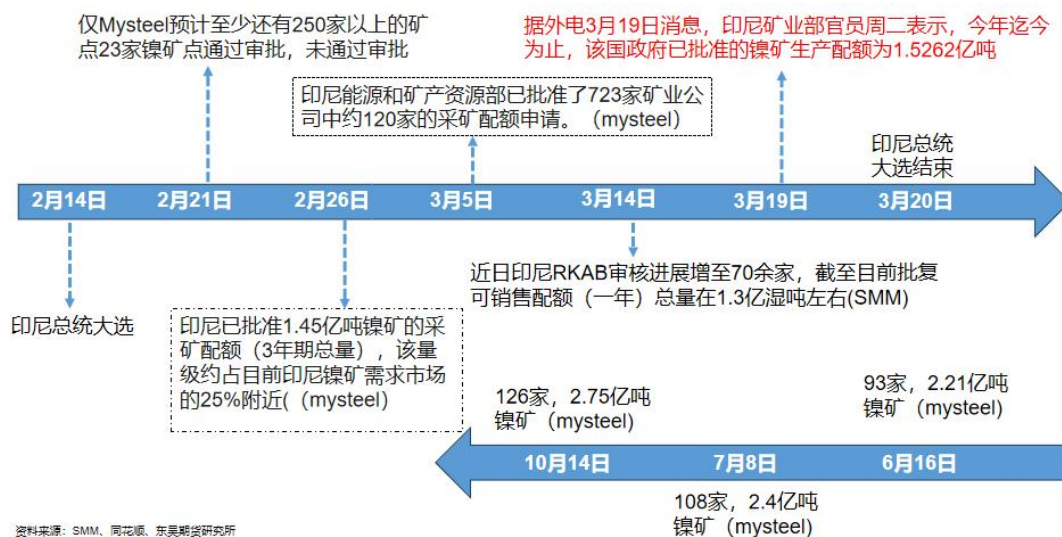 仅Mysteel预计至少还有250家以上的矿
点23家镍矿点通过审批，未通过审批
据外电3月19日消息，印尼矿业部官员周二表示，今年迄今
为止，该国政府已批准的镍矿生产配额为1.5262亿吨
印尼能源和矿产资源部已批准了723家矿业公
司中约120家的采矿配额申请。（mysteel）
印尼总统
大选结束
2月14日
2月21日
2月26日
3月5日
3月14日
3月19日
3月20日
印尼总统大选
印尼已批准1.45亿吨镍矿的采
矿配额（3年期总量），该量
级约占目前印尼镍矿需求市场
的25%附近(（mysteel）
近日印尼RKAB审核进展增至70余家，截至目前批复
可销售配额（一年）总量在1.3亿湿吨左右(SMM)
126家，2.75亿吨
镍矿（mysteel）
93家，2.21亿吨
镍矿（mysteel）
10月14日
7月8日
6月16日
108家，2.4亿吨
镍矿（mysteel）
资料来源：SMM、同花顺、东吴期货研究所